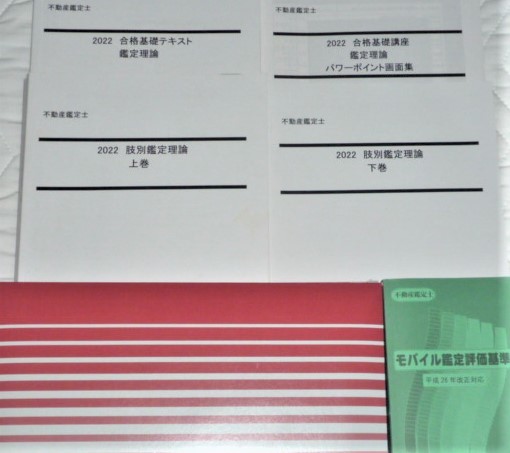 不動産鑑定士
2022 合格基礎テキスト
鑑定理論
不動産鑑定士
2022 合格基礎講座
鑑定理論
パワーポイント画面集
不動産鑑定士
2022 肢別鑑定理論
上巻
不動産鑑定士
2022 肢別鑑定理論
下巻
不動産鑑定士
モバイル鑑定評価基準
平成26年改正対応